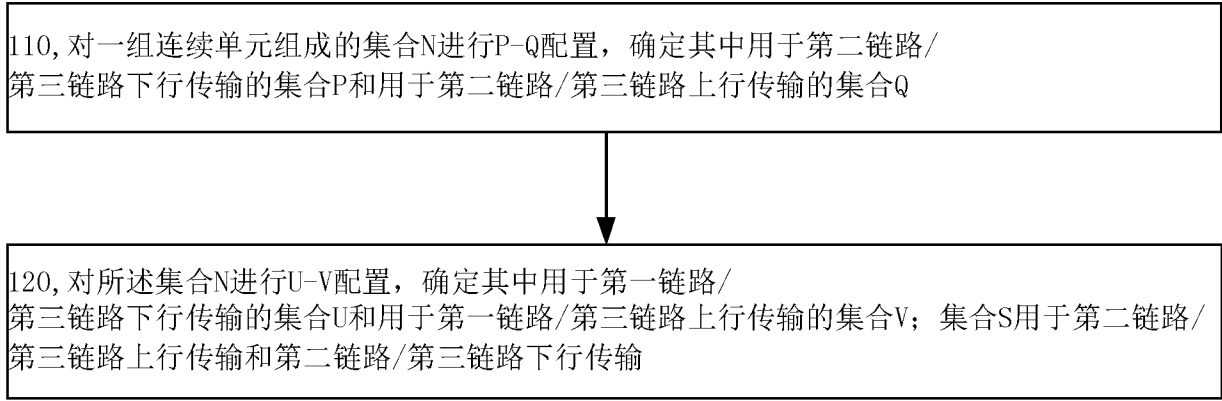 110,对一组连续单元组成的集合N进行P-Q配置，确定其中用于第二链路/
第三链路下行传输的集合P和用于第二链路/第三链路上行传输的集合Q
120,对所述集合N进行U-V配置，确定其中用于第一链路/
第三链路下行传输的集合U和用于第一链路/第三链路上行传输的集合V；集合S用于第二链路/
第三链路上行传输和第二链路/第三链路下行传输